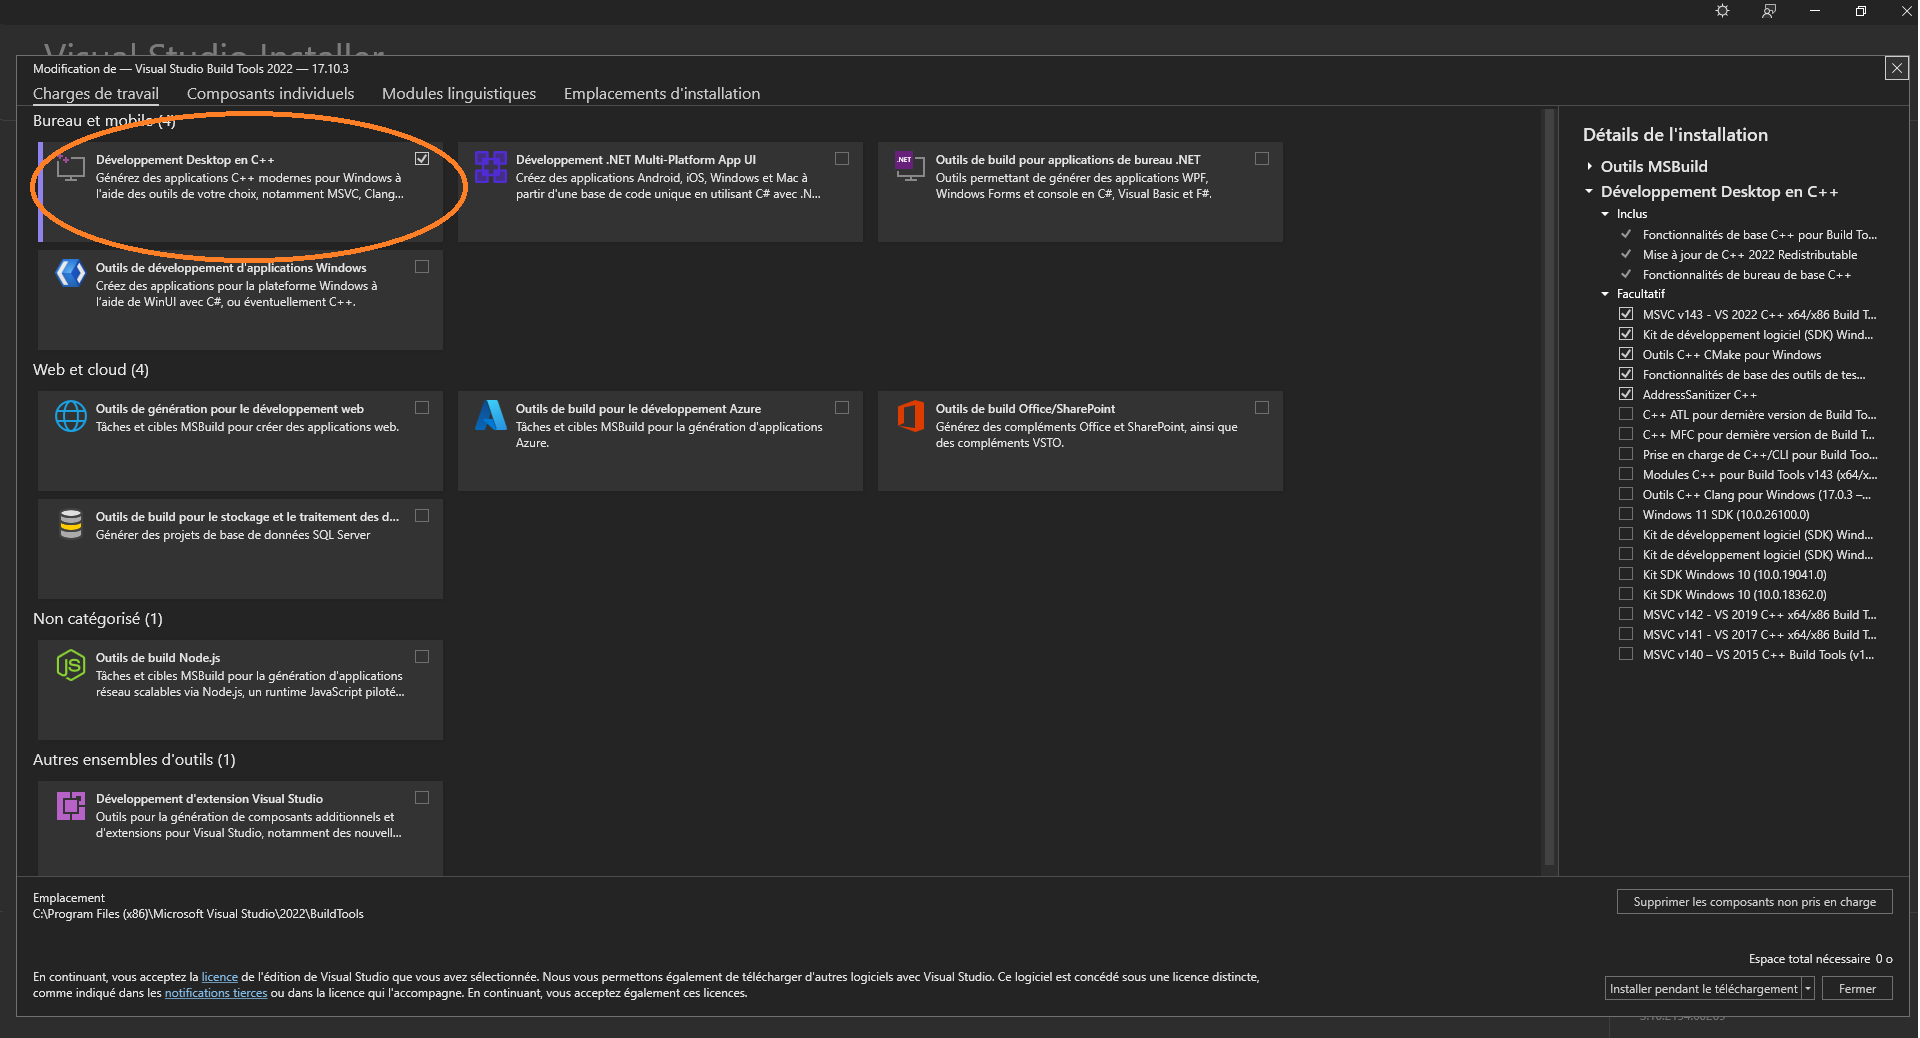 Visual Studio Installer
Modification de — Visual Studio Build Tools 2022 — 17.10.3
Charges de travail
Composants individuels
Modules linguistiques
Emplacements d'installation
Bureau et mobile (4)
Développement Desktop en C++
Générez des applications C++ modernes pour Windows à
l'aide des outils de votre choix, notamment MSVC, Clang...
Développement .NET Multi-Platform App UI
Créez des applications Android, iOS, Windows et Mac à
partir d'une base de code unique en utilisant C# avec .N...
.NET
Outils de build pour applications de bureau .NET
Outils permettant de générer des applications WPF,
Windows Forms et console en C#, Visual Basic et F#.
Outils de développement d'applications Windows
Créez des applications pour la plateforme Windows à
l'aide de WinUI avec C#, ou éventuellement C++.
Web et cloud (4)
Outils de génération pour le développement web
Tâches et cibles MSBuild pour créer des applications web.
Outils de build pour le développement Azure
Tâches et cibles MSBuild pour la génération d'applications
Azure.
Outils de build Office/SharePoint
Générez des compléments Office et SharePoint, ainsi que
des compléments VSTO.
Outils de build pour le stockage et le traitement des d...
Générer des projets de base de données SQL Server
Non catégorisé (1)
JS
Outils de build Node.js
Tâches et cibles MSBuild pour la génération d'applications
réseau scalables via Node.js, un runtime JavaScript piloté...
Autres ensembles d'outils (1)
Développement d'extension Visual Studio
Outils pour la génération de composants additionnels et
d'extensions pour Visual Studio, notamment des nouvell...
Détails de l'installation
Outils MSBuild
Développement Desktop en C++
Inclus
Fonctionnalités de base C++ pour Build To...
Mise à jour de C++ 2022 Redistributable
Fonctionnalités de bureau de base C++
Facultatif
MSVC v143 - VS 2022 C++ x64/x86 Build T...
Kit de développement logiciel (SDK) Wind...
Outils C++ CMake pour Windows
Fonctionnalités de base des outils de tes...
AddressSanitizer C++
C++ ATL pour dernière version de Build To...
C++ MFC pour dernière version de Build T...
Prise en charge de C++/CLI pour Build Too...
Modules C++ pour Build Tools v143 (x64/x...
Outils C++ Clang pour Windows (17.0.3 –...
Windows 11 SDK (10.0.26100.0)
Kit de développement logiciel (SDK) Wind...
Kit de développement logiciel (SDK) Wind...
Kit SDK Windows 10 (10.0.19041.0)
Kit SDK Windows 10 (10.0.18362.0)
MSVC v142 - VS 2019 C++ x64/x86 Build T...
MSVC v141 - VS 2017 C++ x64/x86 Build T...
MSVC v140 – VS 2015 C++ Build Tools (v1...
Emplacement
C:\Program Files (x86)\Microsoft Visual Studio\2022\BuildTools
Supprimer les composants non pris en charge
Espace total nécessaire 0 o
En continuant, vous acceptez la licence de l'édition de Visual Studio que vous avez sélectionnée. Nous vous permettons également de télécharger d'autres logiciels avec Visual Studio. Ce logiciel est concédé sous une licence distincte,
comme indiqué dans les notifications tierces ou dans la licence qui l'accompagne. En continuant, vous acceptez également ces licences.
Installer pendant le téléchargement
Fermer